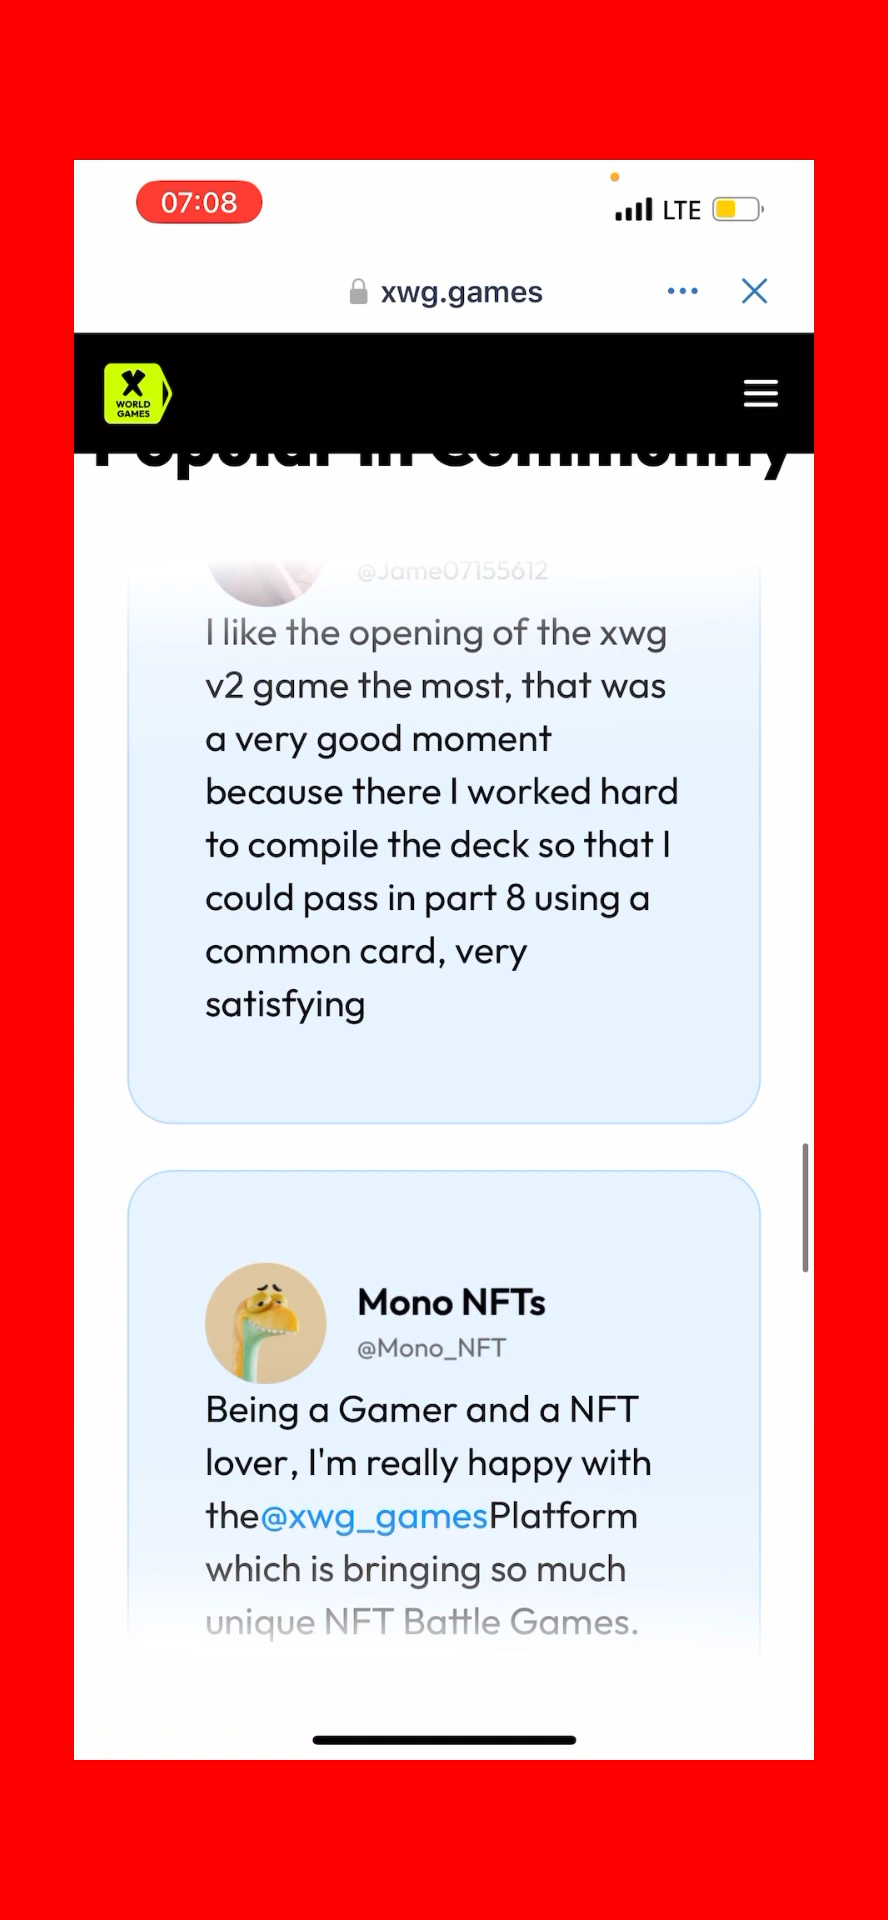 07:08
LTE
xwg.games
X
WORLD
GAMES
Popular in Community
@Jame07155612
I like the opening of the xwg
v2 game the most, that was
a very good moment
because there I worked hard
to compile the deck so that I
could pass in part 8 using a
common card, very
satisfying
Mono NFTs
@Mono_NFT
Being a Gamer and a NFT
lover, I'm really happy with
the@xwg_gamesPlatform
which is bringing so much
unique NFT Battle Games.